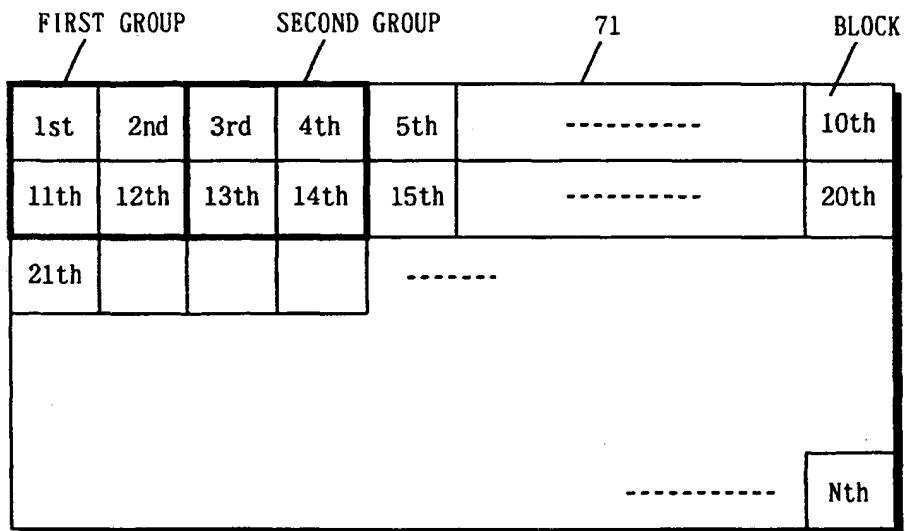 FIRST GROUP SECOND GROUP 71 BLOCK
1st 2nd 3rd 4th 5th 10th
11th 12th 13th 14th 15th 20th
21th
Nth